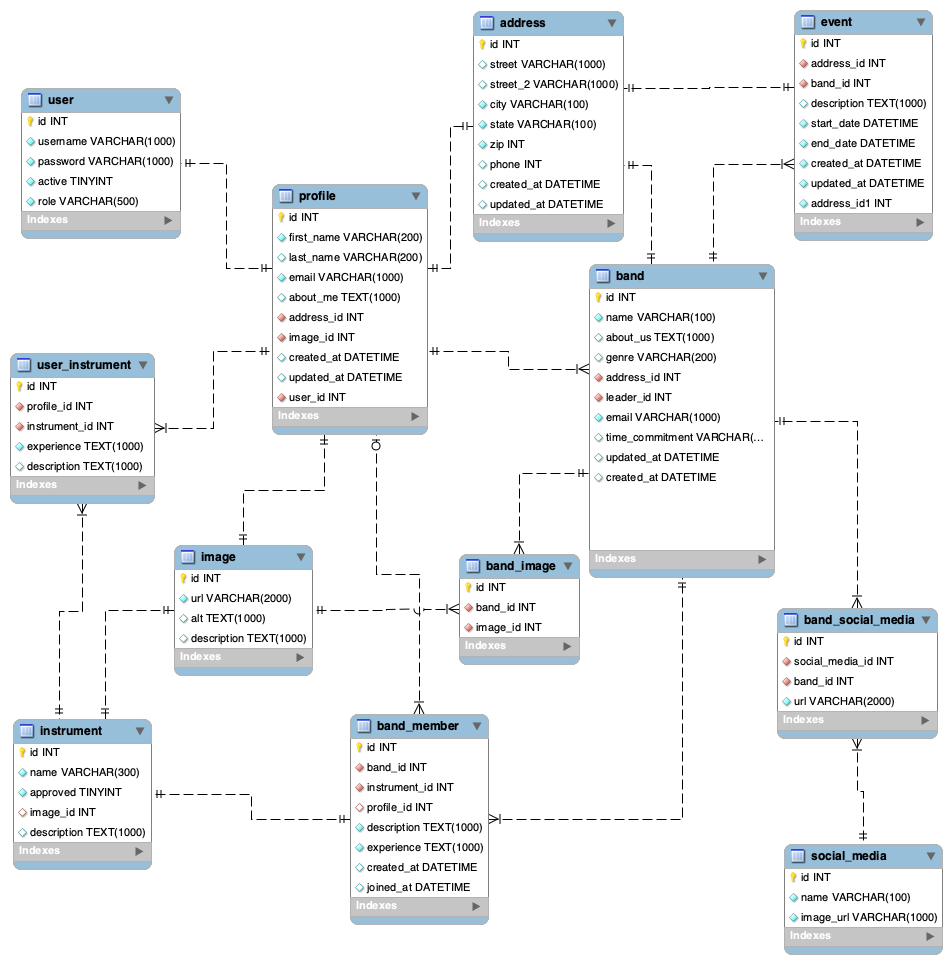 address
id INT
street VARCHAR(1000)
street_2 VARCHAR(1000)
city VARCHAR(100)
state VARCHAR(100)
zip INT
phone INT
created_at DATETIME
updated_at DATETIME
Indexes
event
id INT
address_id INT
band_id INT
description TEXT(1000)
start_date DATETIME
end_date DATETIME
created_at DATETIME
updated_at DATETIME
address_id1 INT
Indexes
user
id INT
username VARCHAR(1000)
password VARCHAR(1000)
active TINYINT
role VARCHAR(500)
Indexes
profile
id INT
first_name VARCHAR(200)
last_name VARCHAR(200)
email VARCHAR(1000)
about_me TEXT(1000)
address_id INT
image_id INT
created_at DATETIME
updated_at DATETIME
user_id INT
Indexes
band
id INT
name VARCHAR(100)
about_us TEXT(1000)
genre VARCHAR(200)
address_id INT
leader_id INT
email VARCHAR(1000)
time_commitment VARCHAR(...
updated_at DATETIME
created_at DATETIME
Indexes
user_instrument
id INT
profile_id INT
instrument_id INT
experience TEXT(1000)
description TEXT(1000)
Indexes
image
id INT
url VARCHAR(2000)
alt TEXT(1000)
description TEXT(1000)
Indexes
band_image
id INT
band_id INT
image_id INT
Indexes
band_social_media
id INT
social_media_id INT
band_id INT
url VARCHAR(2000)
Indexes
instrument
id INT
name VARCHAR(300)
approved TINYINT
image_id INT
description TEXT(1000)
Indexes
band_member
id INT
band_id INT
instrument_id INT
profile_id INT
description TEXT(1000)
experience TEXT(1000)
created_at DATETIME
joined_at DATETIME
Indexes
social_media
id INT
name VARCHAR(100)
image_url VARCHAR(1000)
Indexes